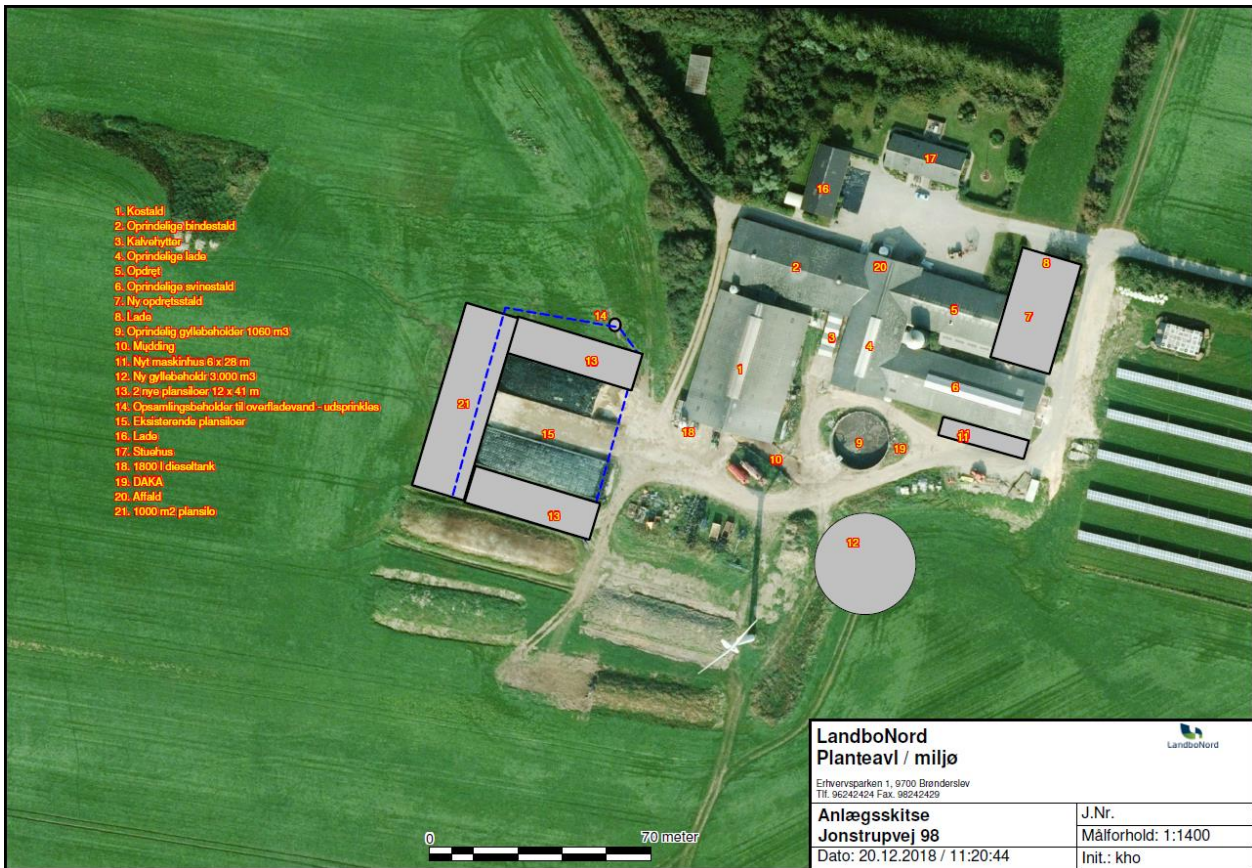 1. Kostald
2. Oprindelige bindestald
3. Kalvehytter
4. Oprindelige lade
5. Opdræt
6. Oprindelige svinestald
7. Ny opdrætsstald
8. Lade
9. Oprindelig gyllebeholder 1060 m3
10. Mødding
11. Nyt maskinhus 6 x 28 m
12. Ny gyllebeholdr 3.000 m3
13. 2 nye plansiloer 12 x 41 m
14. Opsamlingsbeholder til overfladevand - udsprinkles
15. Eksisterende plansiloer
16. Lade
17. Stuehus
18. 1800 l dieseltank
19. DAKA
20. Affald
21. 1000 m2 plansilo
17
16
8
2
20
5
14
7
3
13
1
4
6
21
18
15
11
11
9
19
10
13
12
0
70 meter
LandboNord
Planteavl / miljø
LandboNord
Erhvervsparken 1, 9700 Brønderslev
Tlf. 96242424 Fax. 98242429
Anlægsskitse
Jonstrupvej 98
J.Nr.
Målforhold: 1:1400
Dato: 20.12.2018 / 11:20:44
Init.: kho